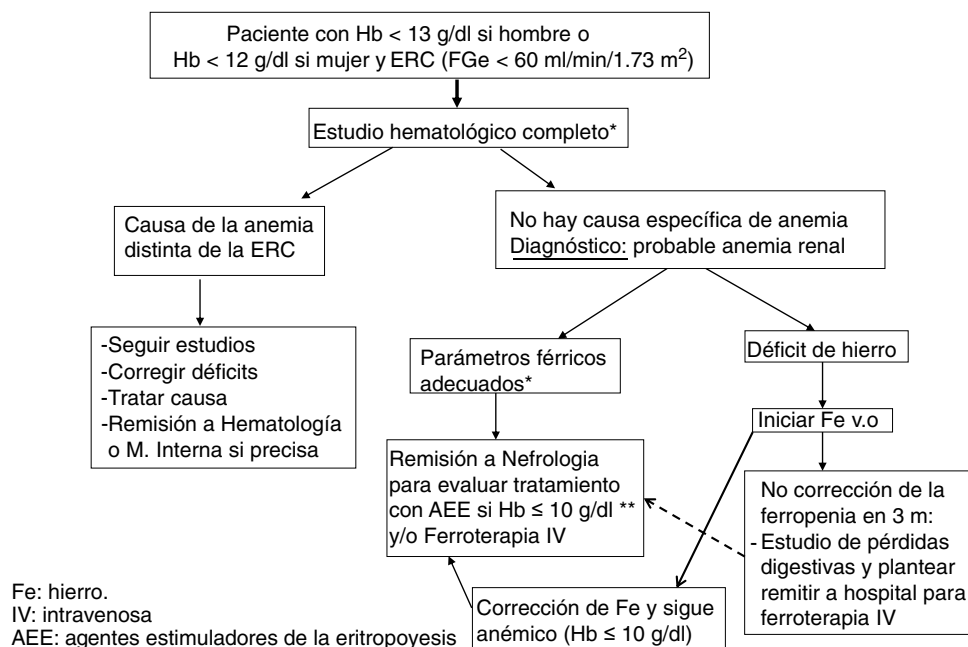 Paciente con Hb < 13 g/dl si hombre o
Hb < 12 g/dl si mujer y ERC (FGe < 60 ml/min/1.73 m²)
Estudio hematológico completo*
Causa de la anemia
distinta de la ERC
No hay causa específica de anemia
Diagnóstico: probable anemia renal
-Seguir estudios
-Corregir déficits
-Tratar causa
-Remisión a Hematología
o M. Interna si precisa
Parámetros férricos
adecuados*
Déficit de hierro
Iniciar Fe v.o
Remisión a Nefrologia
para evaluar tratamiento
con AEE si Hb ≤ 10 g/dl **
y/o Ferroterapia IV
No corrección de la
ferropenia en 3 m:
- Estudio de pérdidas
digestivas y plantear
remitir a hospital para
ferroterapia IV
Corrección de Fe y sigue
anémico (Hb ≤ 10 g/dl)
Fe: hierro.
IV: intravenosa
AEE: agentes estimuladores de la eritropoyesis